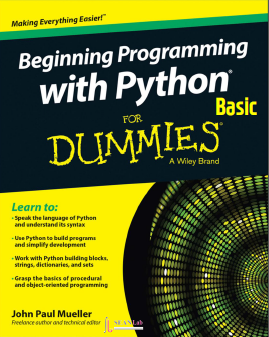 Making Everything Easier!™
Beginning Programming
with Python®
Basic
FOR
DUMMIES®
A Wiley Brand
Learn to:
• Speak the language of Python
and understand its syntax
• Use Python to build programs
and simplify development
• Work with Python building blocks,
strings, dictionaries, and sets
• Grasp the basics of procedural
and object-oriented programming
John Paul Mueller
Freelance author and technical editor